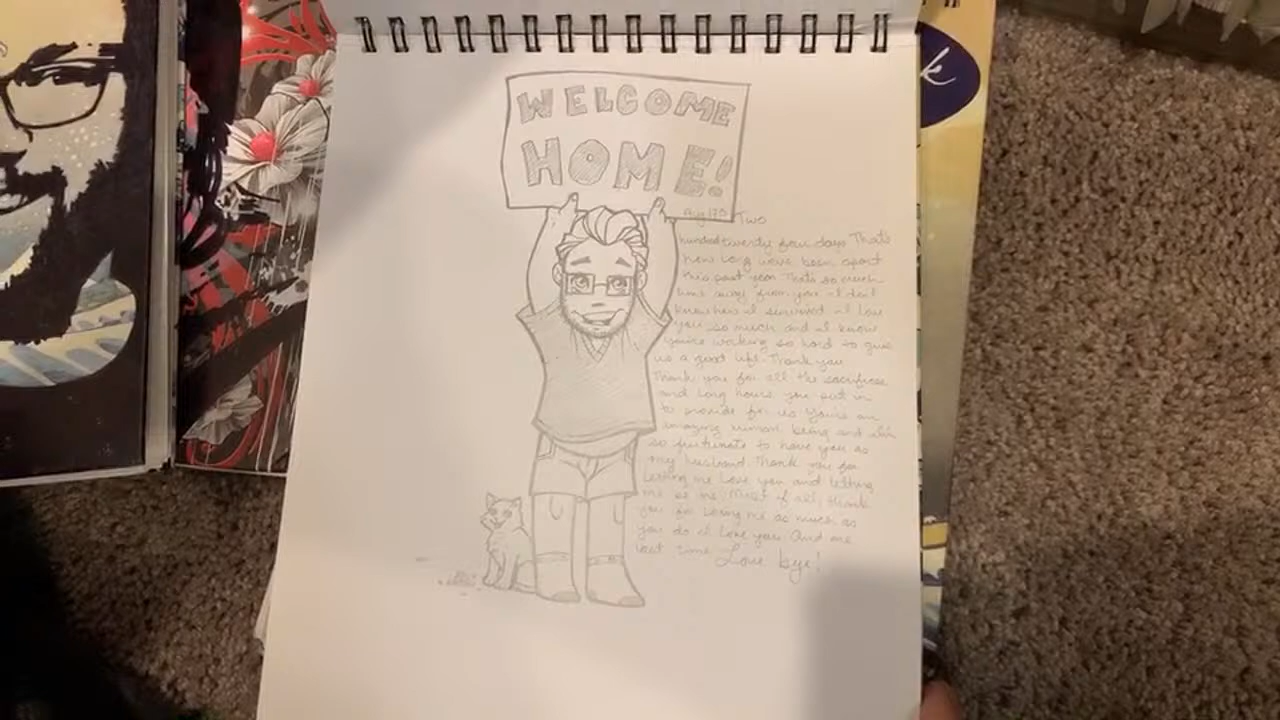 WELCOME
HOME!
Two
hundred twenty four days That's
how long we've been apart
this past year That's so much
time away from you I don't
know how I survived I love
you so much and I know
you're working so hard to give
us a good life. Thank you
Thank you for all the sacrifices
and long hours you put in
to provide for us You're an
amazing human being and I'm
so fortunate to have you as
my husband. Thank you for
letting me love you and letting
me be me. Most of all, thank
you for loving me as much as
you do I love you. And one
last time Love bye!
k